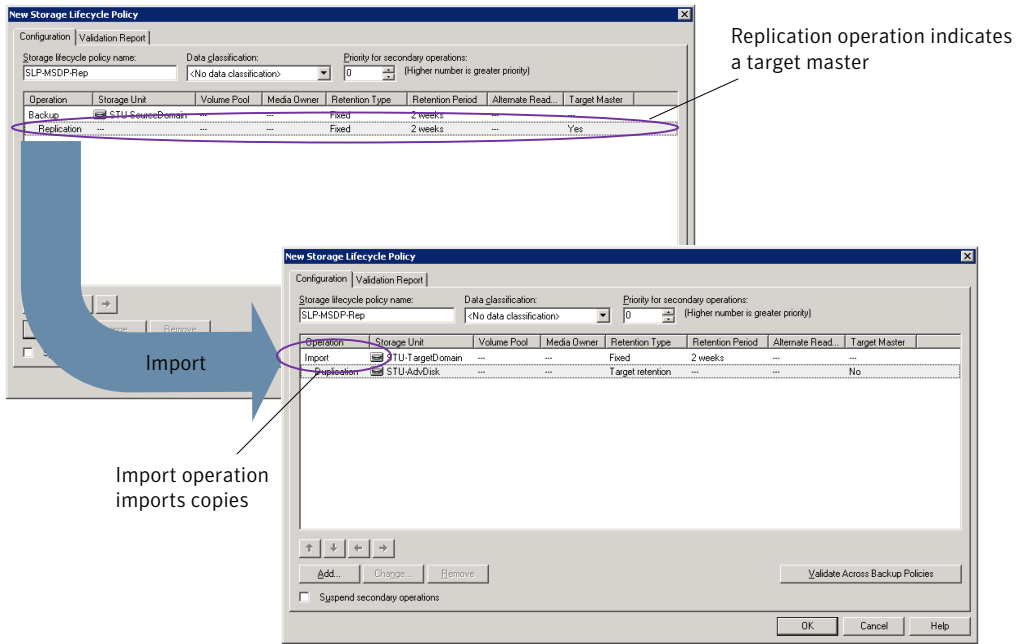 New Storage Lifecycle Policy
Configuration Validation Report
Storage lifecycle policy name: Data classification: Priority for secondary operations:
SLP-MSDP-Rep <No data classification> 0 (Higher number is greater priority)
Operation Storage Unit Volume Pool Media Owner Retention Type Retention Period Alternate Read... Target Master
Backup STU-SourceDomain --- --- Fixed 2 weeks --- ---
Replication --- --- --- Fixed 2 weeks --- Yes
Replication operation indicates
a target master
Remove
Import
New Storage Lifecycle Policy
Configuration Validation Report
Storage lifecycle policy name: Data classification: Priority for secondary operations:
SLP-MSDP-Rep <No data classification> 0 (Higher number is greater priority)
Operation Storage Unit Volume Pool Media Owner Retention Type Retention Period Alternate Read... Target Master
Import STU-TargetDomain --- --- Fixed 2 weeks --- ---
Duplication STU-AdvDisk --- --- Target retention --- --- No
Import operation
imports copies
Add... Change... Remove Validate Across Backup Policies
Suspend secondary operations
OK Cancel Help